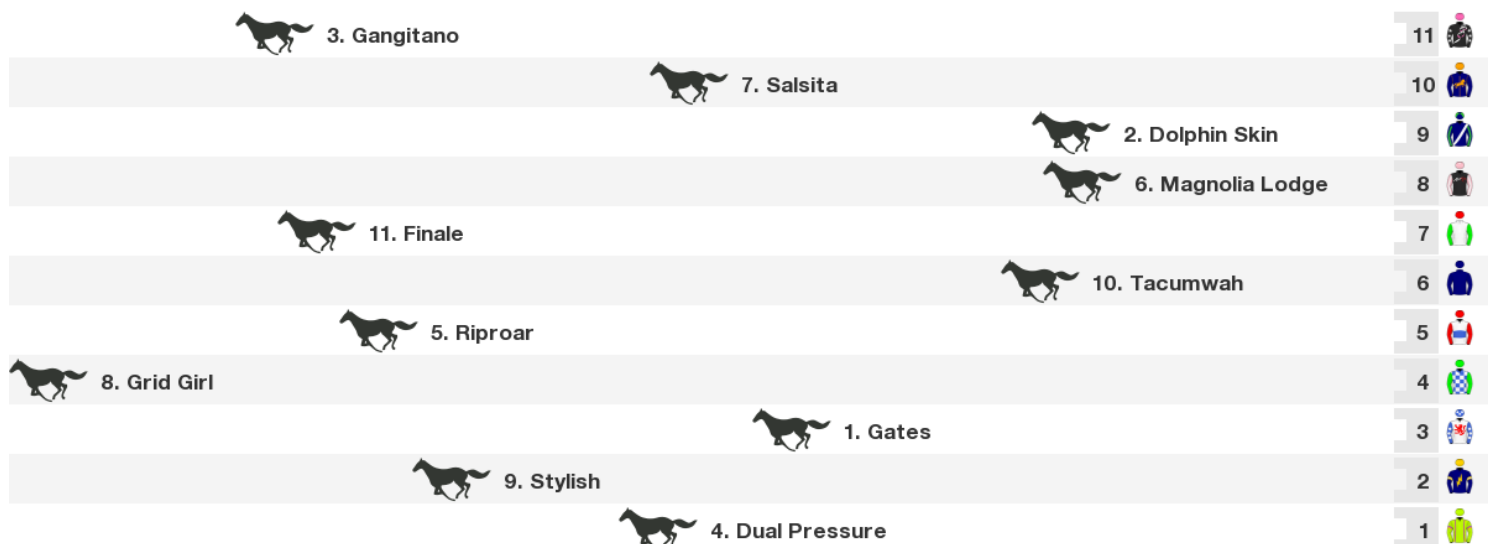 3. Gangitano 11
7. Salsita 10
2. Dolphin Skin 9
6. Magnolia Lodge 8
11. Finale 7
10. Tacumwah 6
5. Riproar 5
8. Grid Girl 4
1. Gates 3
9. Stylish 2
4. Dual Pressure 1